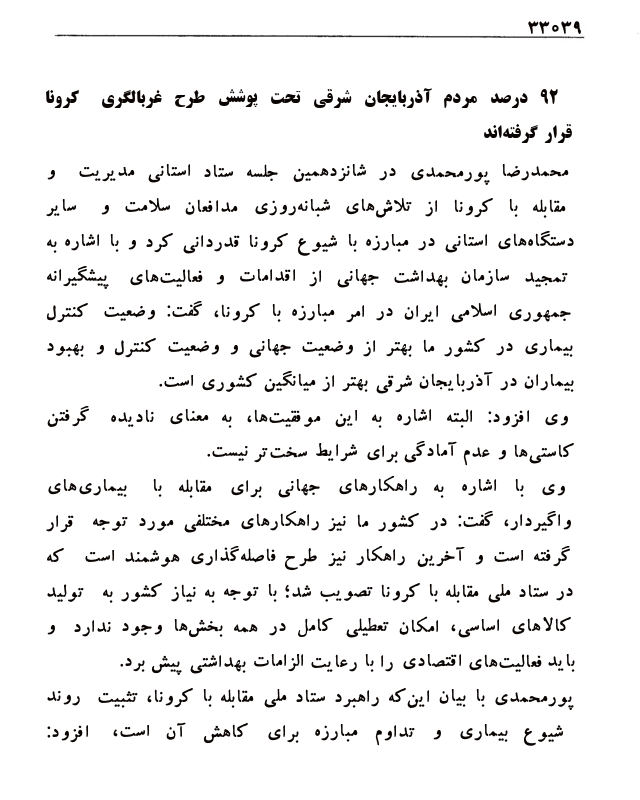 ۳۳۰۳۹
۹۲ درصد مردم آذربایجان شرقی تحت پوشش طرح غربالگری کرونا
قرار گرفته‌اند
محمدرضا پورمحمدی در شانزدهمین جلسه ستاد استانی مدیریت و
مقابله با کرونا از تلاش‌های شبانه‌روزی مدافعان سلامت و سایر
دستگاه‌های استانی در مبارزه با شیوع کرونا قدردانی کرد و با اشاره به
تمجید سازمان بهداشت جهانی از اقدامات و فعالیت‌های پیشگیرانه
جمهوری اسلامی ایران در امر مبارزه با کرونا، گفت: وضعیت کنترل
بیماری در کشور ما بهتر از وضعیت جهانی و وضعیت کنترل و بهبود
بیماران در آذربایجان شرقی بهتر از میانگین کشوری است.
وی افزود: البته اشاره به این موفقیت‌ها، به معنای نادیده گرفتن
کاستی‌ها و عدم آمادگی برای شرایط سخت‌تر نیست.
وی با اشاره به راهکارهای جهانی برای مقابله با بیماری‌های
واگیردار، گفت: در کشور ما نیز راهکارهای مختلفی مورد توجه قرار
گرفته است و آخرین راهکار نیز طرح فاصله‌گذاری هوشمند است که
در ستاد ملی مقابله با کرونا تصویب شد؛ با توجه به نیاز کشور به تولید
کالاهای اساسی، امکان تعطیلی کامل در همه بخش‌ها وجود ندارد و
باید فعالیت‌های اقتصادی را با رعایت الزامات بهداشتی پیش برد.
پورمحمدی با بیان این‌که راهبرد ستاد ملی مقابله با کرونا، تثبیت روند
شیوع بیماری و تداوم مبارزه برای کاهش آن است، افزود: